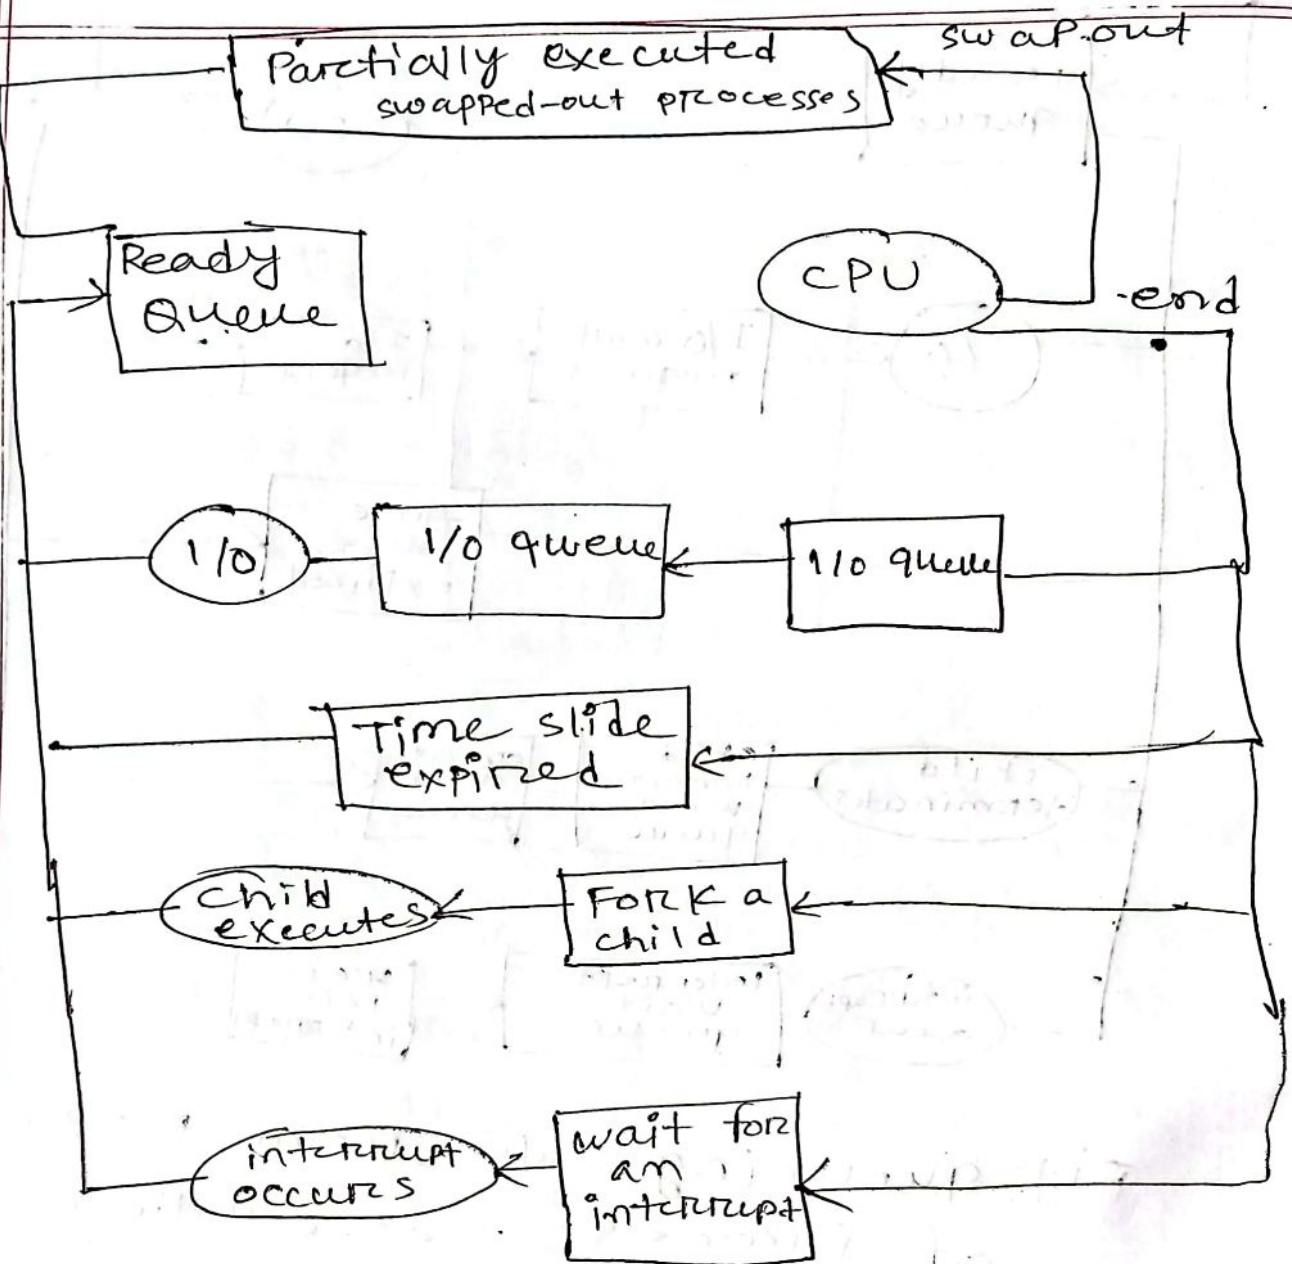 swap-out
Partially executed
swapped-out processes
Ready
Queue
CPU
end
I/O
I/O queue
I/O queue
Time slide
expired
Child
executes
Fork a
child
interrupt
occurs
wait for
an
interrupt